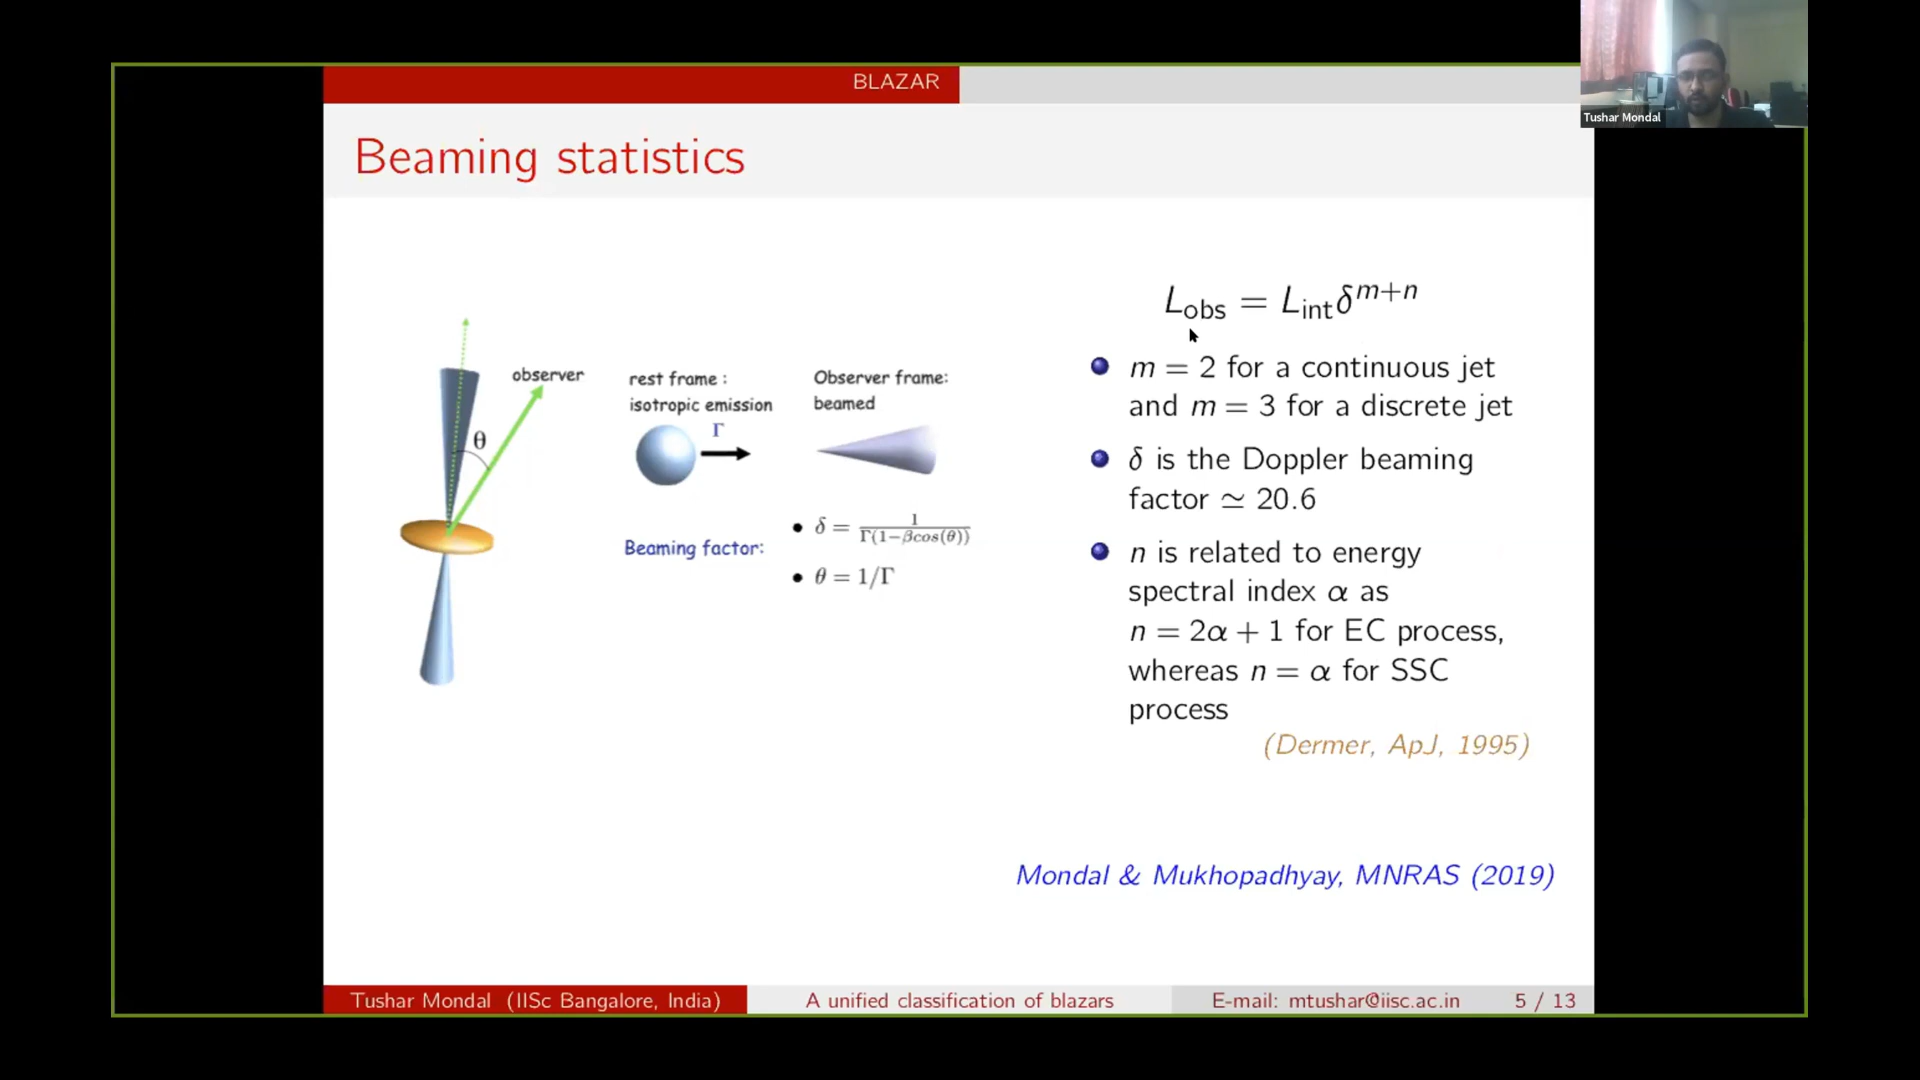 BLAZAR
Tushar Mondal
Beaming statistics
observer
θ
rest frame :
isotropic emission
Γ
Observer frame:
beamed
Beaming factor:
• δ = 1/Γ(1−βcos(θ))
• θ = 1/Γ
L_obs = L_int δ^{m+n}
m = 2 for a continuous jet
and m = 3 for a discrete jet
δ is the Doppler beaming
factor ≃ 20.6
n is related to energy
spectral index α as
n = 2α + 1 for EC process,
whereas n = α for SSC
process
(Dermer, ApJ, 1995)
Mondal & Mukhopadhyay, MNRAS (2019)
Tushar Mondal (IISc Bangalore, India)
A unified classification of blazars
E-mail: mtushar@iisc.ac.in
5 / 13